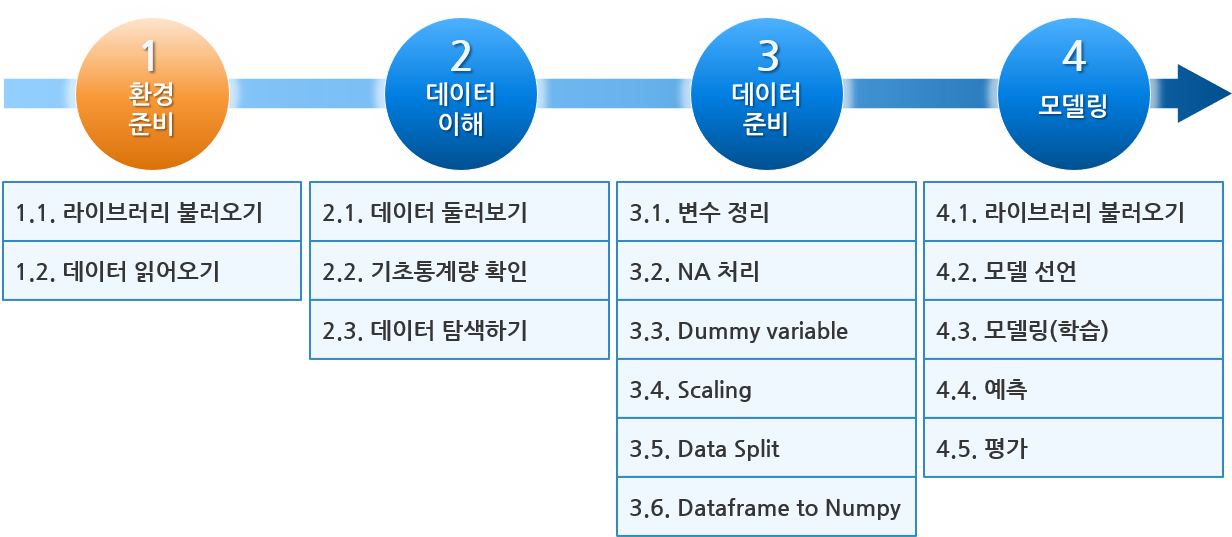 1
환경
준비
2
데이터
이해
3
데이터
준비
4
모델링
1.1. 라이브러리 불러오기
1.2. 데이터 읽어오기
2.1. 데이터 둘러보기
2.2. 기초통계량 확인
2.3. 데이터 탐색하기
3.1. 변수 정리
3.2. NA 처리
3.3. Dummy variable
3.4. Scaling
3.5. Data Split
3.6. Dataframe to Numpy
4.1. 라이브러리 불러오기
4.2. 모델 선언
4.3. 모델링(학습)
4.4. 예측
4.5. 평가